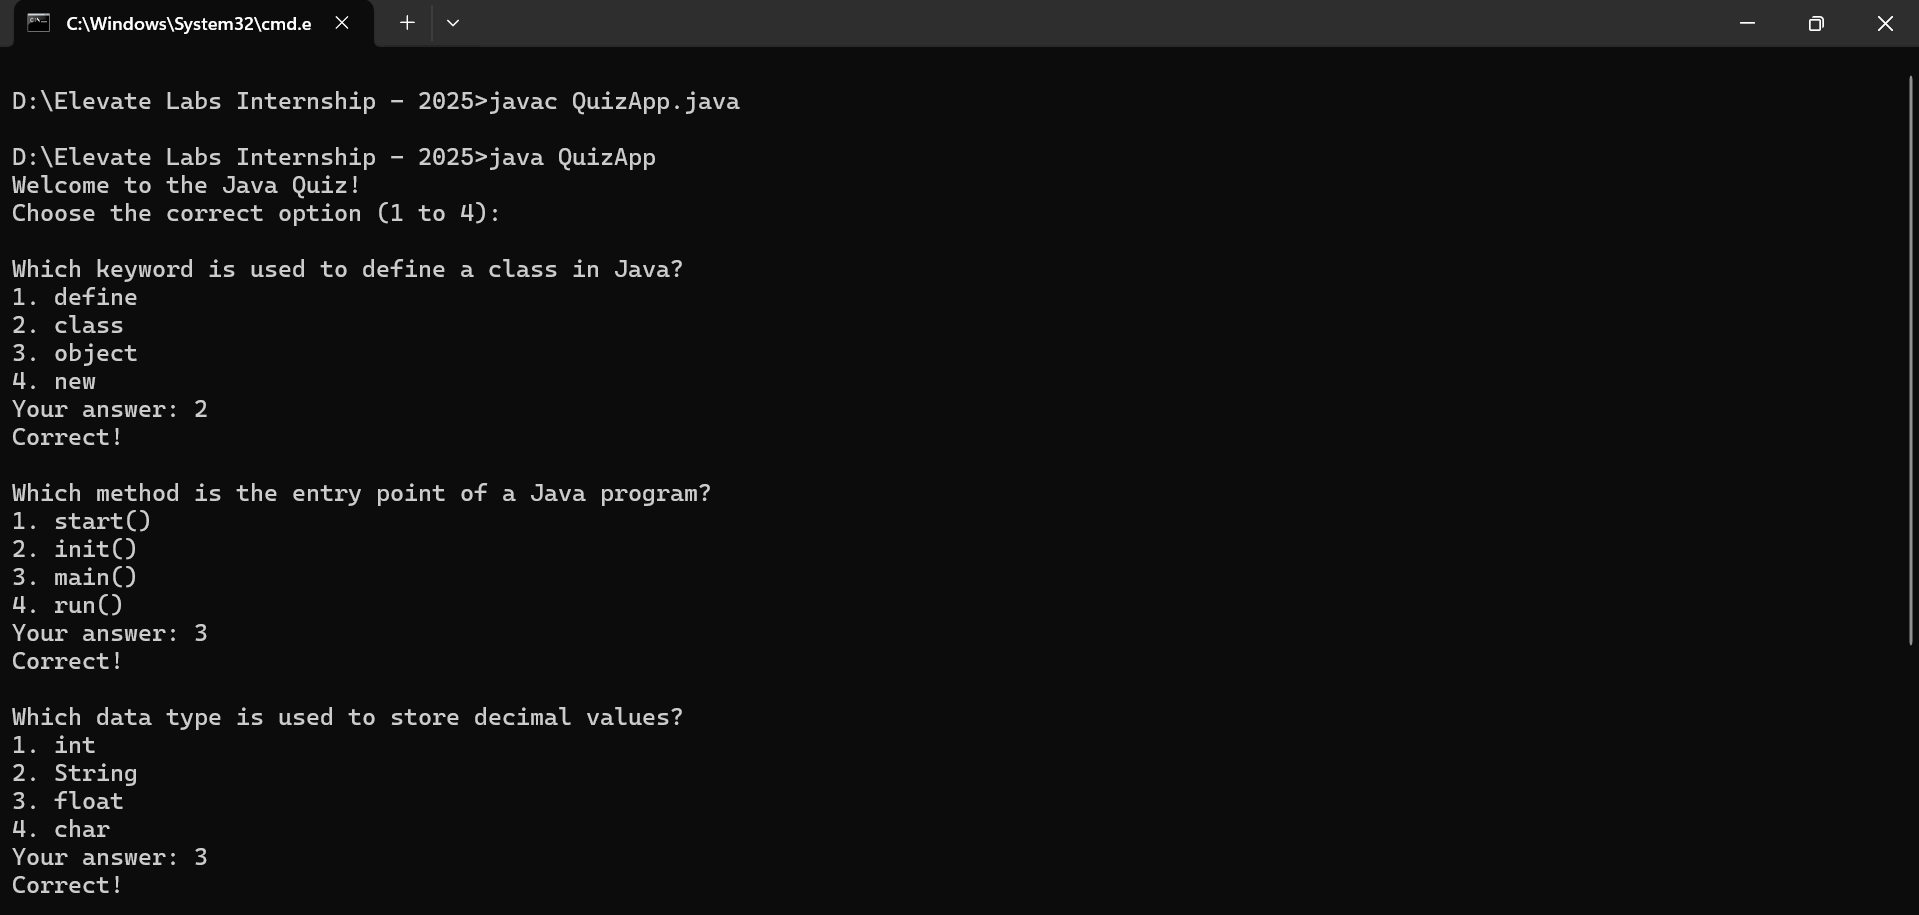 C:\Windows\System32\cmd.e
D:\Elevate Labs Internship - 2025>javac QuizApp.java
D:\Elevate Labs Internship - 2025>java QuizApp
Welcome to the Java Quiz!
Choose the correct option (1 to 4):
Which keyword is used to define a class in Java?
1. define
2. class
3. object
4. new
Your answer: 2
Correct!
Which method is the entry point of a Java program?
1. start()
2. init()
3. main()
4. run()
Your answer: 3
Correct!
Which data type is used to store decimal values?
1. int
2. String
3. float
4. char
Your answer: 3
Correct!